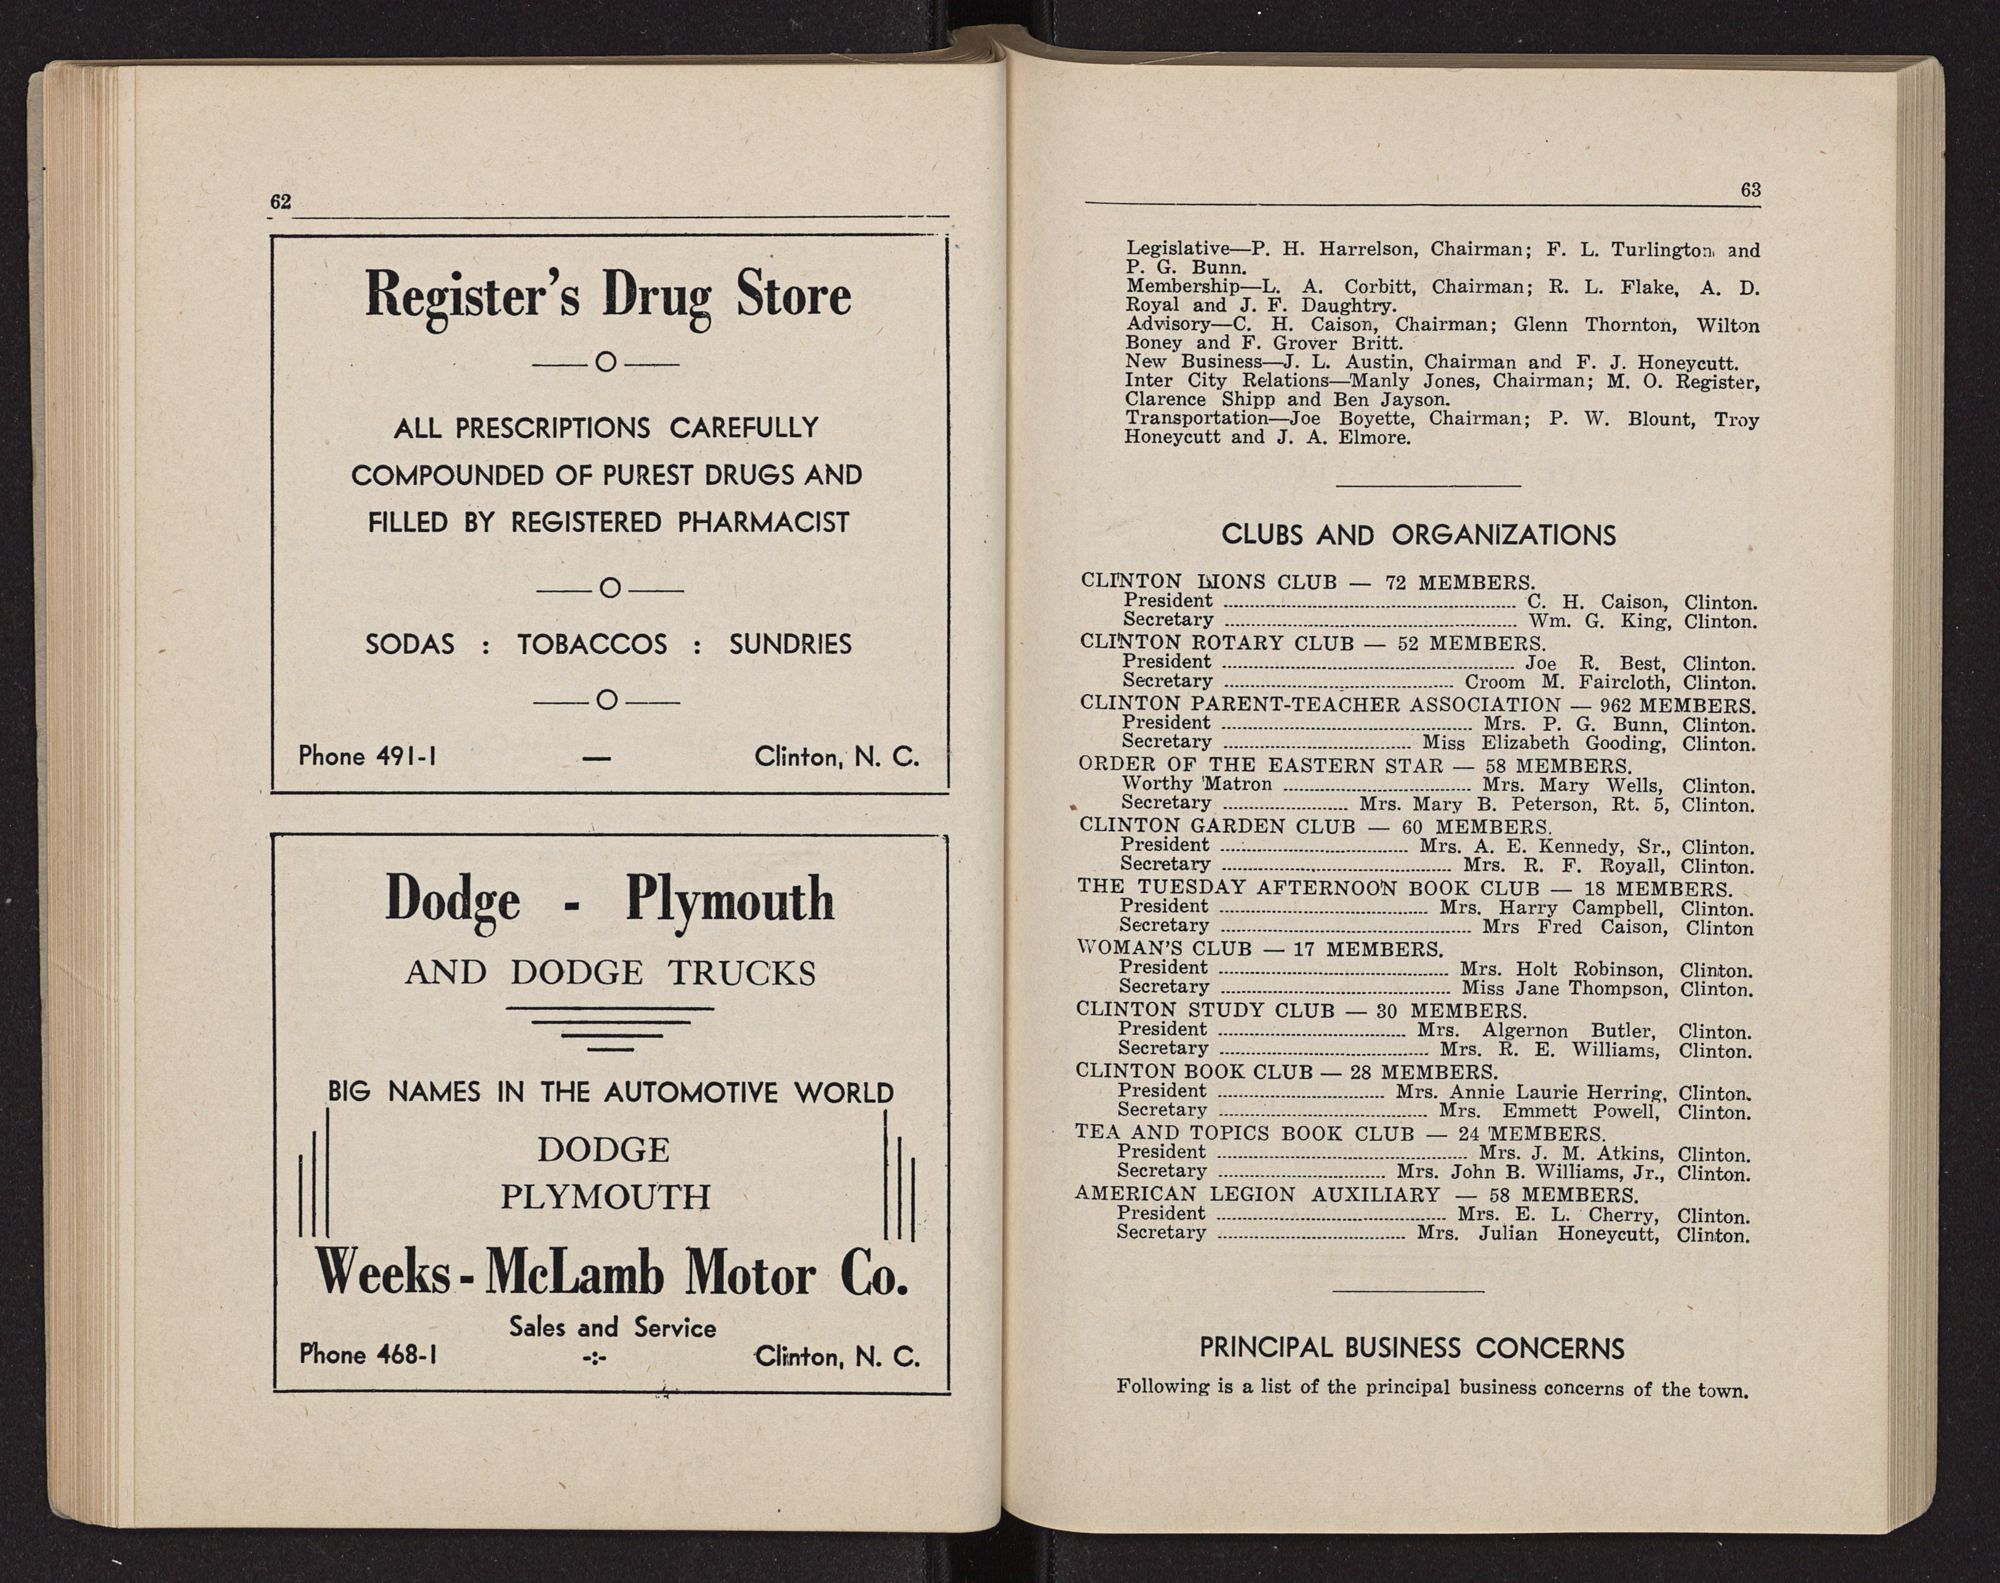 62
Register's Drug Store
ALL PRESCRIPTIONS CAREFULLY
COMPOUNDED OF PUREST DRUGS AND
FILLED BY REGISTERED PHARMACIST
SODAS : TOBACCOS : SUNDRIES
Phone 491-1 — Clinton, N. C.
Dodge - Plymouth
AND DODGE TRUCKS
BIG NAMES IN THE AUTOMOTIVE WORLD
DODGE
PLYMOUTH
Weeks - McLamb Motor Co.
Sales and Service
Phone 468-1 -:- Clinton, N. C.
63
Legislative—P. H. Harrelson, Chairman; F. L. Turlington, and
P. G. Bunn.
Membership—L. A. Corbitt, Chairman; R. L. Flake, A. D.
Royal and J. F. Daughtry.
Advisory—C. H. Caison, Chairman; Glenn Thornton, Wilton
Boney and F. Grover Britt.
New Business—J. L. Austin, Chairman and F. J. Honeycutt.
Inter City Relations—Manly Jones, Chairman; M. O. Register,
Clarence Shipp and Ben Jayson.
Transportation—Joe Boyette, Chairman; P. W. Blount, Troy
Honeycutt and J. A. Elmore.
CLUBS AND ORGANIZATIONS
CLINTON LIONS CLUB — 72 MEMBERS.
President ........ C. H. Caison, Clinton.
Secretary ........ Wm. G. King, Clinton.
CLINTON ROTARY CLUB — 52 MEMBERS.
President ........ Joe R. Best, Clinton.
Secretary ........ Croom M. Faircloth, Clinton.
CLINTON PARENT-TEACHER ASSOCIATION — 962 MEMBERS.
President ........ Mrs. P. G. Bunn, Clinton.
Secretary ........ Miss Elizabeth Gooding, Clinton.
ORDER OF THE EASTERN STAR — 58 MEMBERS.
Worthy Matron ........ Mrs. Mary Wells, Clinton.
Secretary ........ Mrs. Mary B. Peterson, Rt. 5, Clinton.
CLINTON GARDEN CLUB — 60 MEMBERS.
President ........ Mrs. A. E. Kennedy, Sr., Clinton.
Secretary ........ Mrs. R. F. Royall, Clinton.
THE TUESDAY AFTERNOON BOOK CLUB — 18 MEMBERS.
President ........ Mrs. Harry Campbell, Clinton.
Secretary ........ Mrs Fred Caison, Clinton
WOMAN'S CLUB — 17 MEMBERS.
President ........ Mrs. Holt Robinson, Clinton.
Secretary ........ Miss Jane Thompson, Clinton.
CLINTON STUDY CLUB — 30 MEMBERS.
President ........ Mrs. Algernon Butler, Clinton.
Secretary ........ Mrs. R. E. Williams, Clinton.
CLINTON BOOK CLUB — 28 MEMBERS.
President ........ Mrs. Annie Laurie Herring, Clinton.
Secretary ........ Mrs. Emmett Powell, Clinton.
TEA AND TOPICS BOOK CLUB — 24 MEMBERS.
President ........ Mrs. J. M. Atkins, Clinton.
Secretary ........ Mrs. John B. Williams, Jr., Clinton.
AMERICAN LEGION AUXILIARY — 58 MEMBERS.
President ........ Mrs. E. L. Cherry, Clinton.
Secretary ........ Mrs. Julian Honeycutt, Clinton.
PRINCIPAL BUSINESS CONCERNS
Following is a list of the principal business concerns of the town.